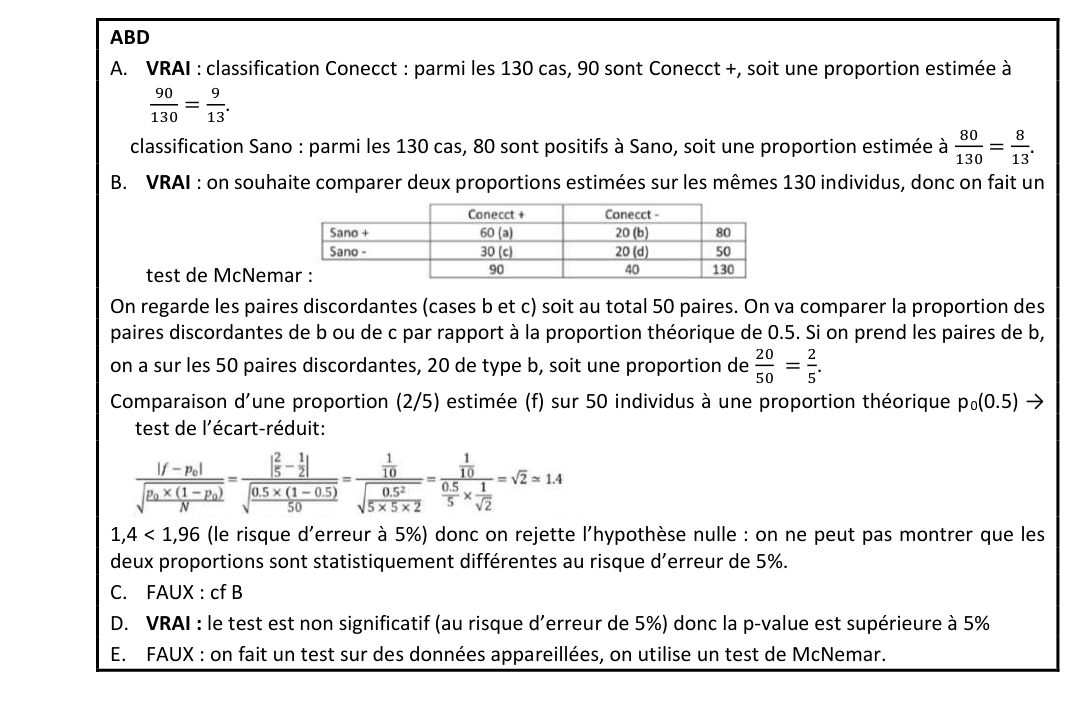 ABD
A. VRAI : classification Conecct : parmi les 130 cas, 90 sont Conecct +, soit une proportion estimée à
90/130 = 9/13.
classification Sano : parmi les 130 cas, 80 sont positifs à Sano, soit une proportion estimée à 80/130 = 8/13.
B. VRAI : on souhaite comparer deux proportions estimées sur les mêmes 130 individus, donc on fait un
Conecct + Conecct -
Sano + 60 (a) 20 (b) 80
Sano - 30 (c) 20 (d) 50
90 40 130
test de McNemar :
On regarde les paires discordantes (cases b et c) soit au total 50 paires. On va comparer la proportion des
paires discordantes de b ou de c par rapport à la proportion théorique de 0.5. Si on prend les paires de b,
on a sur les 50 paires discordantes, 20 de type b, soit une proportion de 20/50 = 2/5.
Comparaison d’une proportion (2/5) estimée (f) sur 50 individus à une proportion théorique p₀(0.5) →
test de l’écart-réduit:
|f − p₀| / √(p₀ × (1 − p₀) / N) = |2/5 − 1/2| / √(0.5 × (1 − 0.5) / 50) = (1/10) / √(0.5² / (5 × 5 × 2)) = (1/10) / (0.5/5 × 1/√2) = √2 ≃ 1.4
1,4 < 1,96 (le risque d’erreur à 5%) donc on rejette l’hypothèse nulle : on ne peut pas montrer que les
deux proportions sont statistiquement différentes au risque d’erreur de 5%.
C. FAUX : cf B
D. VRAI : le test est non significatif (au risque d’erreur de 5%) donc la p-value est supérieure à 5%
E. FAUX : on fait un test sur des données appareillées, on utilise un test de McNemar.